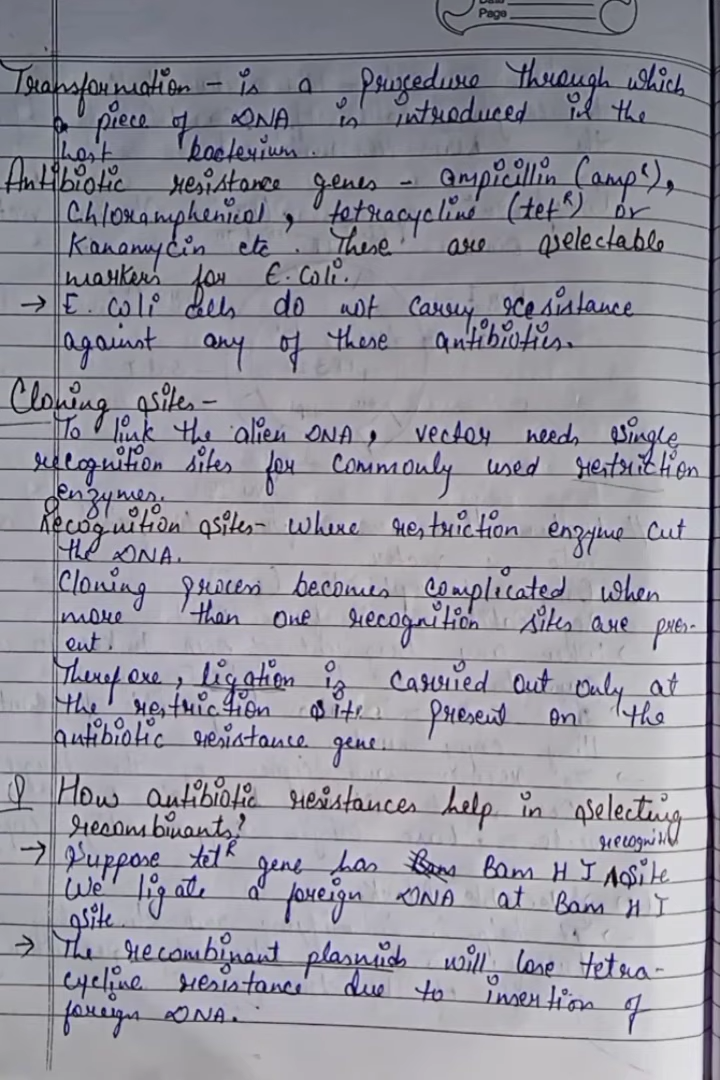 Page
Transformation - is a procedure through which
a piece of DNA is introduced in the
host bacterium.
Antibiotic resistance genes - ampicillin (ampᴿ),
Chloramphenical, tetracycline (tetᴿ) or
Kanamycin etc. These are selectable
markers for E. Coli.
→ E. coli cells do not carry resistance
against any of these antibiotics.
Cloning sites -
To link the alien DNA, vector needs single
recognition sites for commonly used restriction
enzymes.
Recognition sites - where restriction enzyme cut
the DNA.
Cloning process becomes complicated when
more than one recognition sites are pres-
ent.
Therefore, ligation is carried out only at
the restriction site present on the
antibiotic resistance gene.
Q How antibiotic resistances help in selecting
recombinants?
→ Suppose tetᴿ gene has Bam H I recognition site
We ligate a foreign DNA at Bam H I
site.
→ The recombinant plasmids will lose tetra-
cycline resistance due to insertion of
foreign DNA.